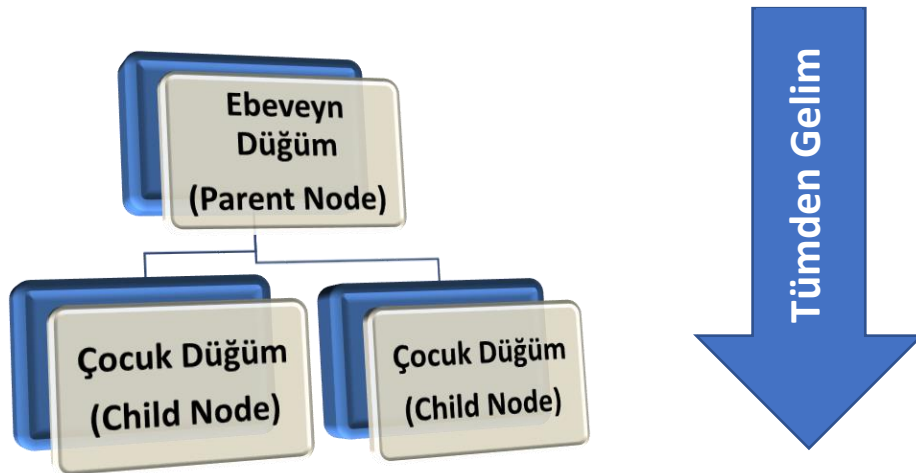 Ebeveyn
Düğüm
(Parent Node)
Çocuk Düğüm
(Child Node)
Çocuk Düğüm
(Child Node)
Tümden Gelim